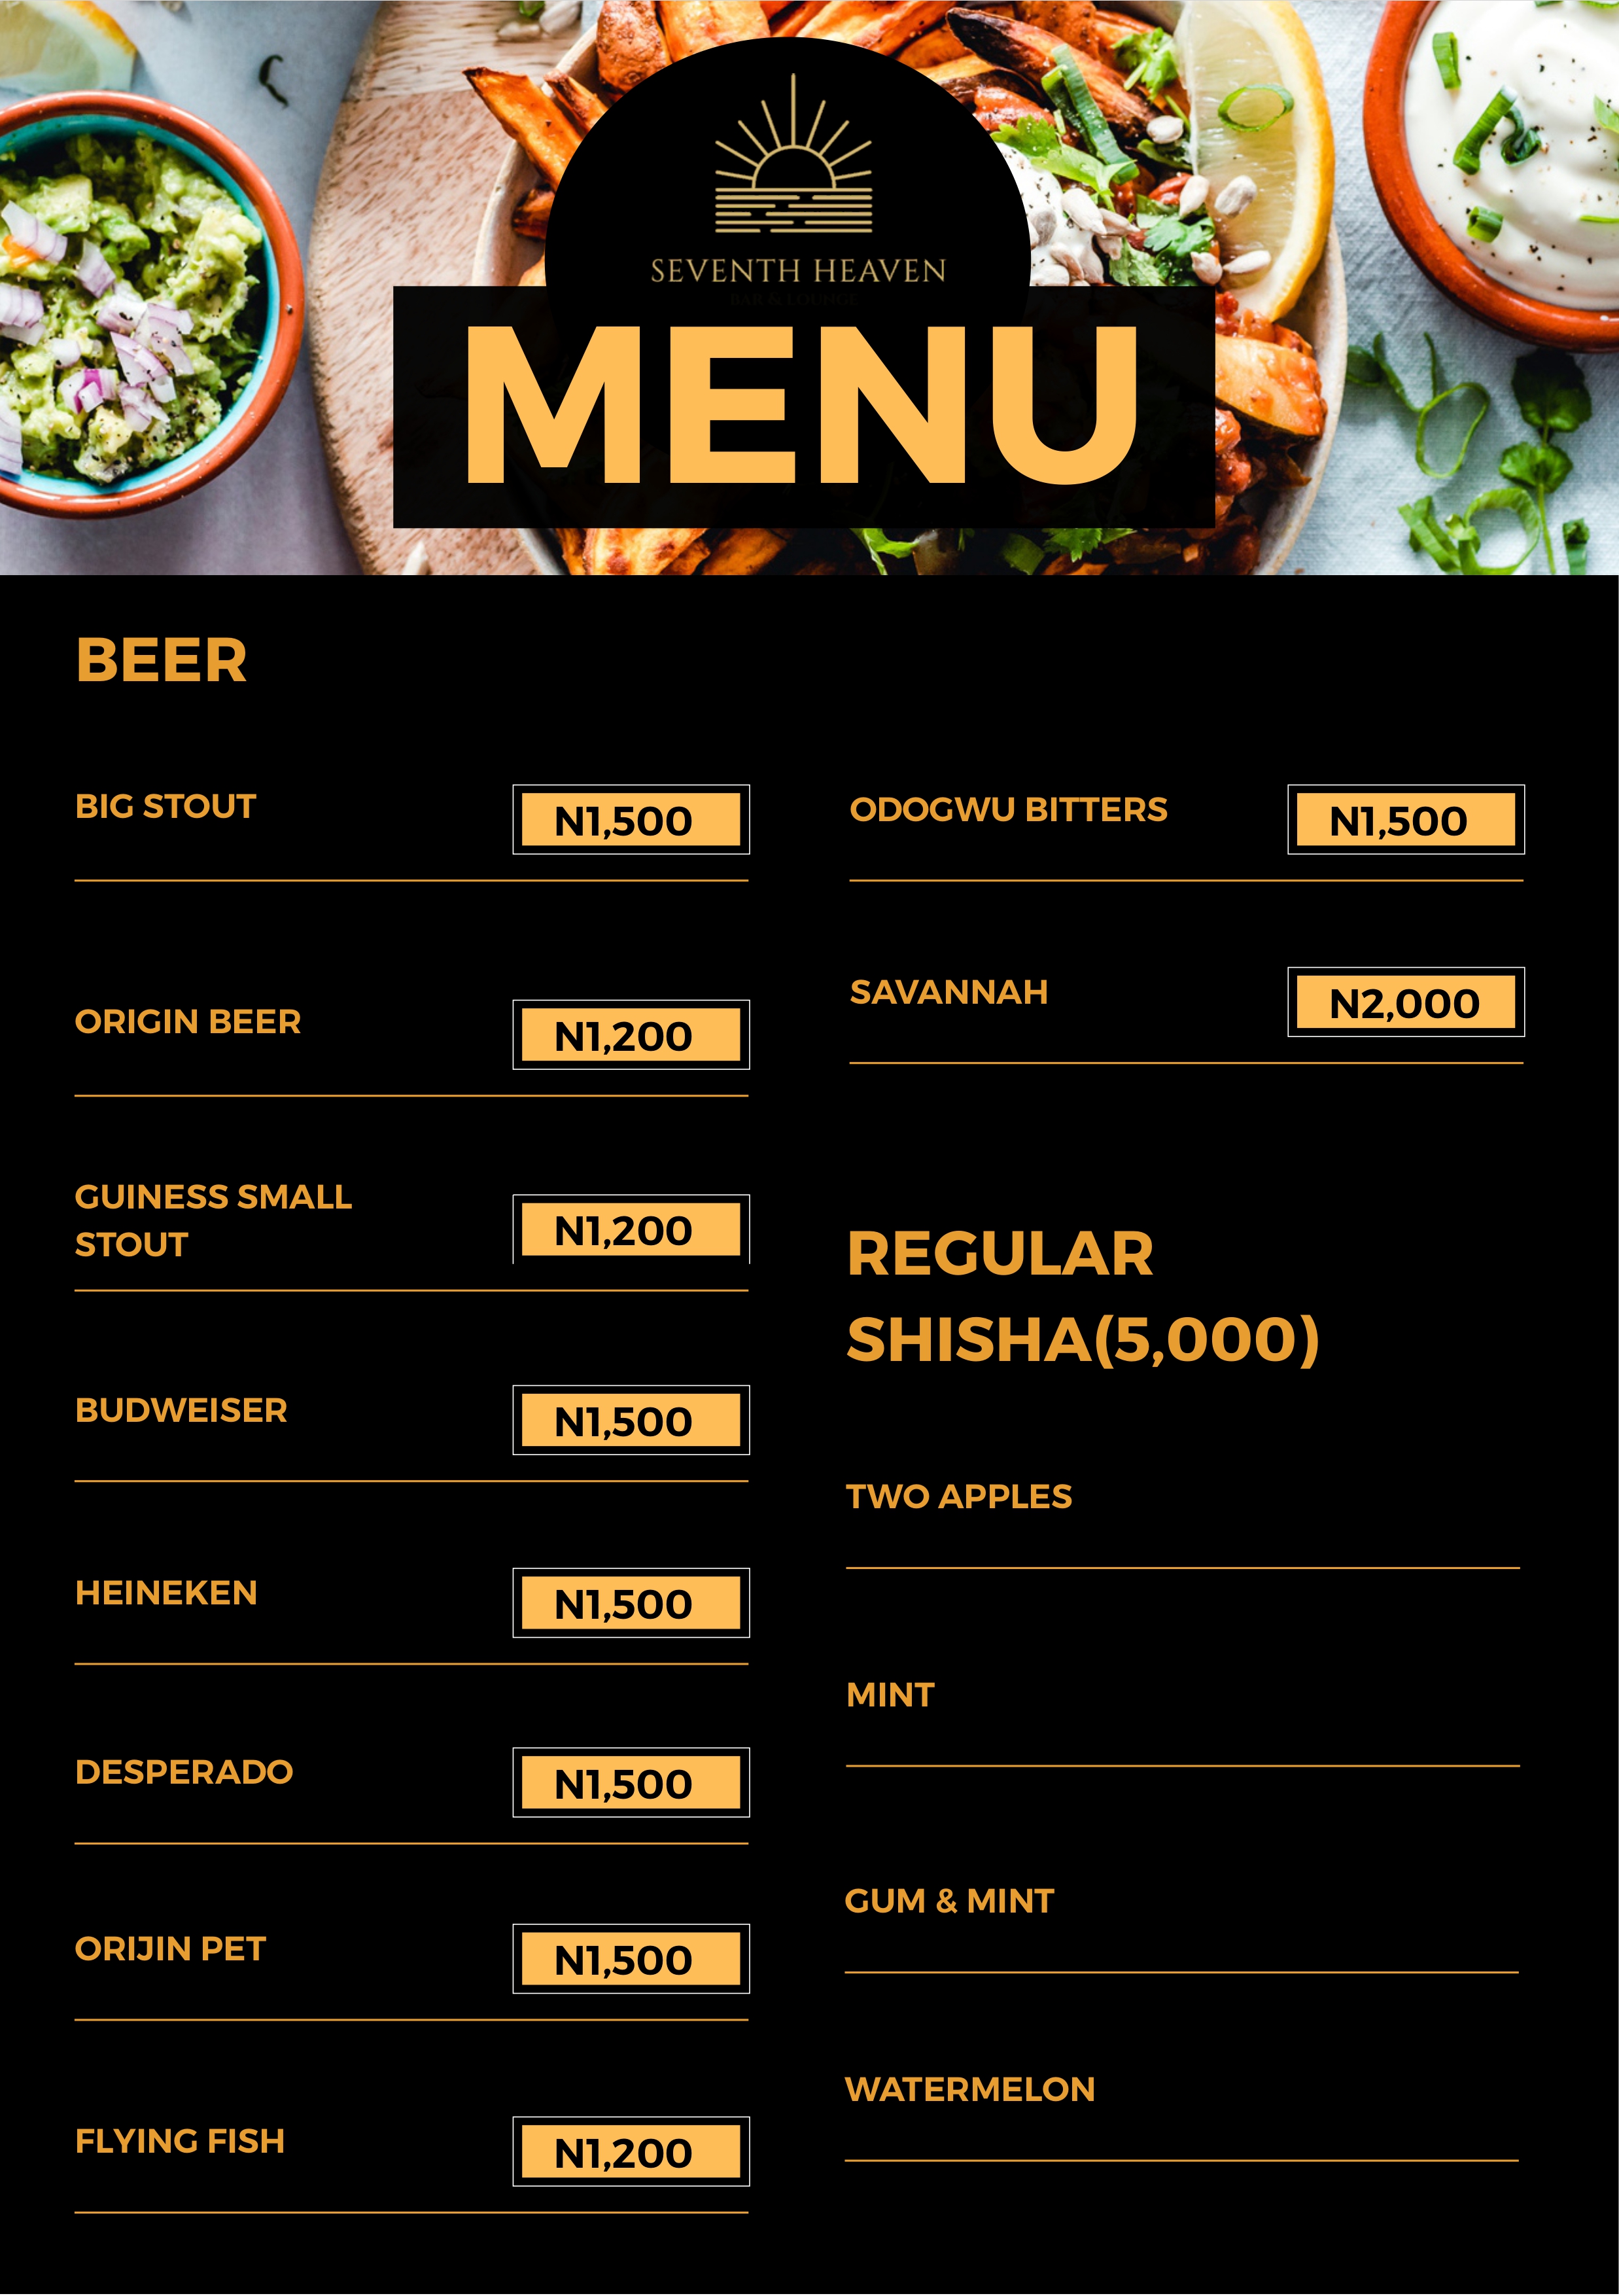 SEVENTH HEAVEN
BAR & LOUNGE
MENU
BEER
BIG STOUT
N1,500
ORIGIN BEER
N1,200
GUINESS SMALL
STOUT
N1,200
BUDWEISER
N1,500
HEINEKEN
N1,500
DESPERADO
N1,500
ORIJIN PET
N1,500
FLYING FISH
N1,200
ODOGWU BITTERS
N1,500
SAVANNAH
N2,000
REGULAR
SHISHA(5,000)
TWO APPLES
MINT
GUM & MINT
WATERMELON